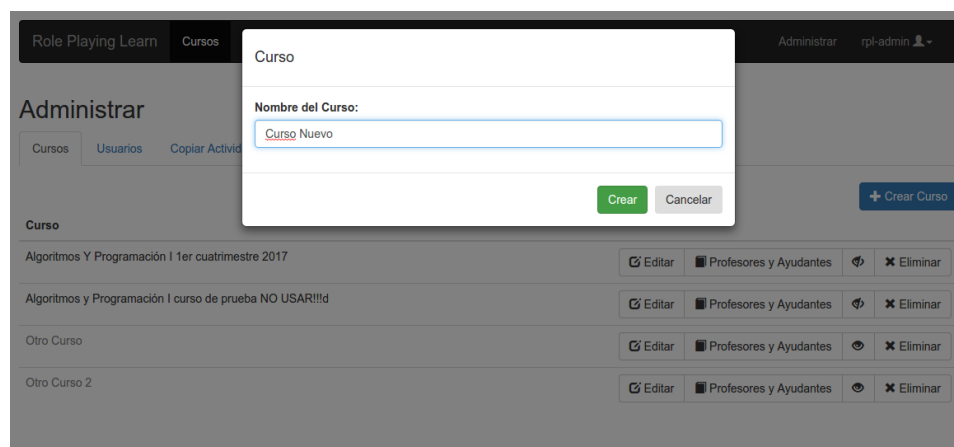 Role Playing Learn Cursos Administrar rpl-admin
Curso
Administrar
Nombre del Curso:
Curso Nuevo
Cursos Usuarios Copiar Activid
Crear Cancelar
Crear Curso
Curso
Algoritmos Y Programación I 1er cuatrimestre 2017 Editar Profesores y Ayudantes Eliminar
Algoritmos y Programación I curso de prueba NO USAR!!!d Editar Profesores y Ayudantes Eliminar
Otro Curso Editar Profesores y Ayudantes Eliminar
Otro Curso 2 Editar Profesores y Ayudantes Eliminar